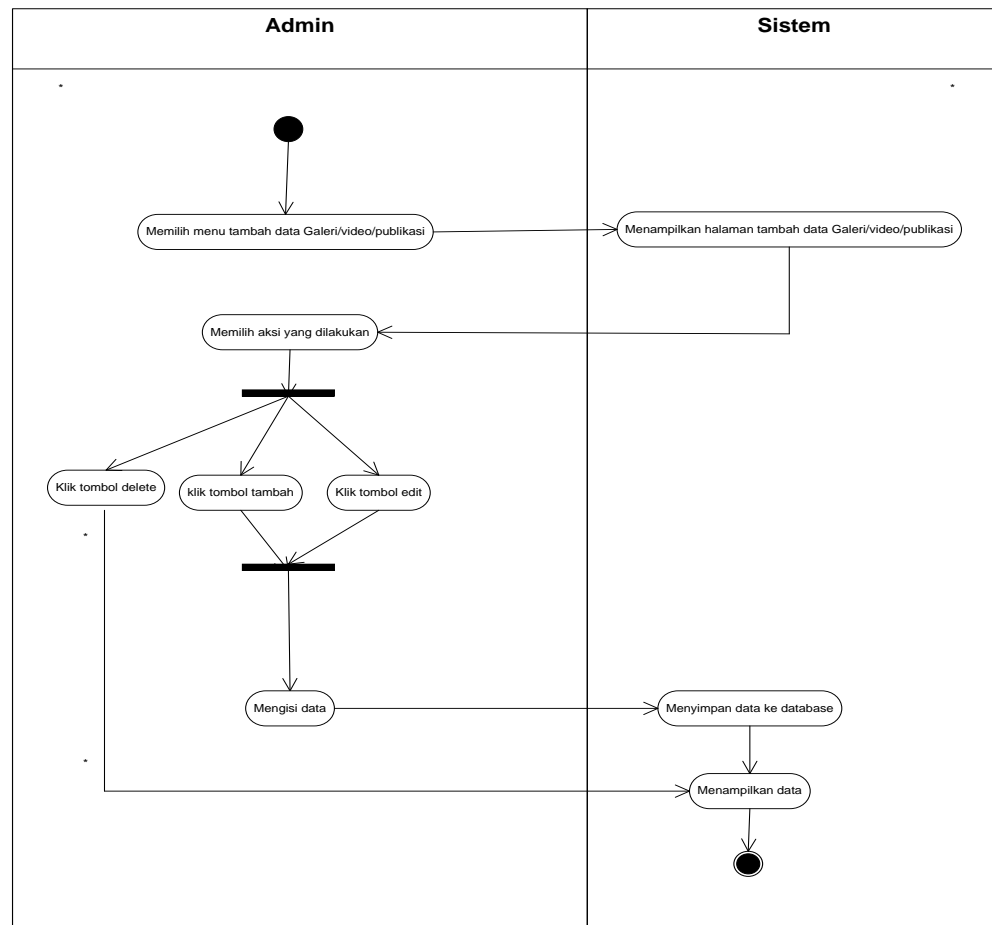 Admin
Sistem
*
*
Memilih menu tambah data Galeri/video/publikasi
Menampilkan halaman tambah data Galeri/video/publikasi
Memilih aksi yang dilakukan
Klik tombol delete
klik tombol tambah
Klik tombol edit
*
Mengisi data
Menyimpan data ke database
*
Menampilkan data